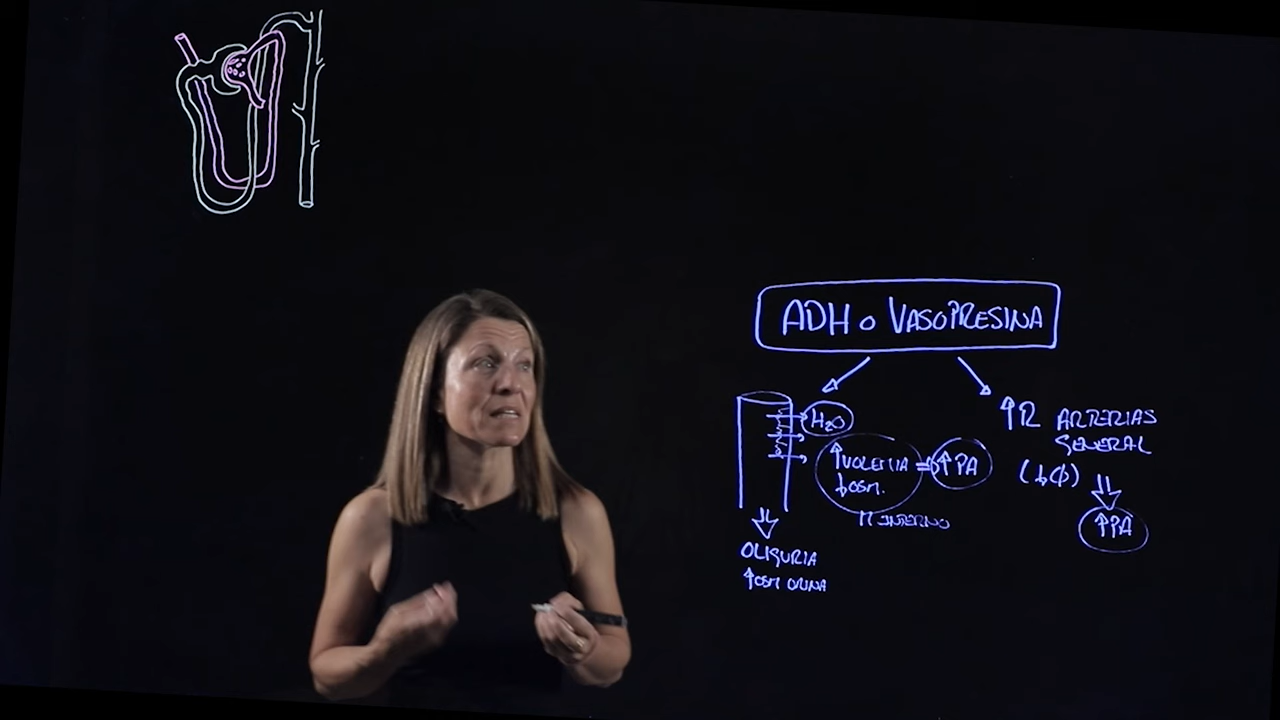 ADH o VASOPRESINA
H₂O
↑VOLEMIA ⇒ ↑PA
↓OSM.
M INTERNO
OLIGURIA
↑OSM ORINA
↑R ARTERIAS
GENERAL
(↓φ)
↑PA